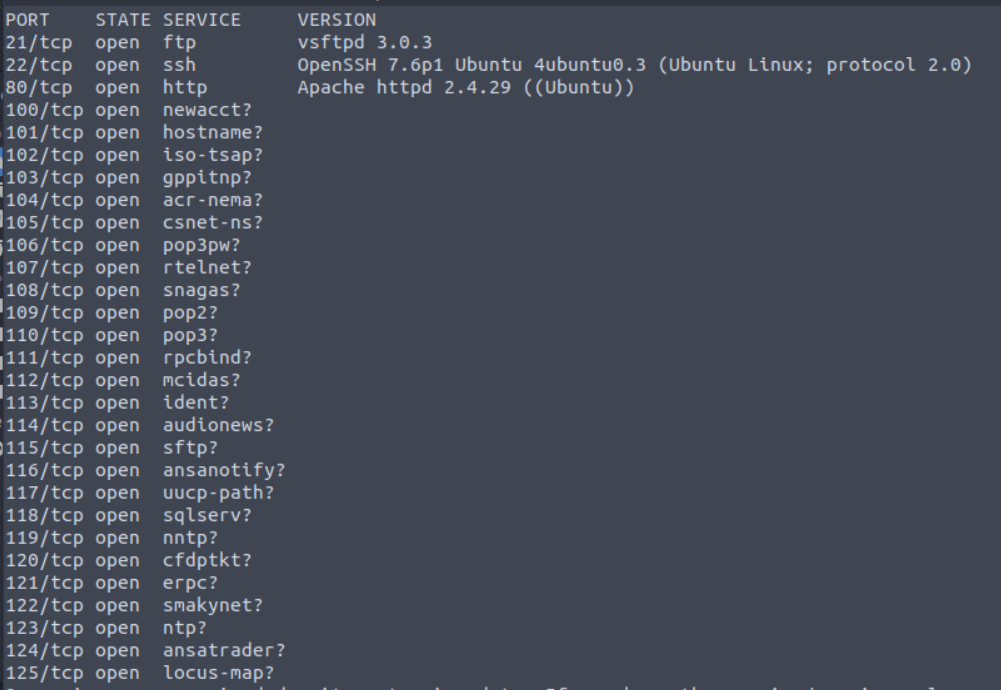 PORT STATE SERVICE VERSION
21/tcp open ftp vsftpd 3.0.3
22/tcp open ssh OpenSSH 7.6p1 Ubuntu 4ubuntu0.3 (Ubuntu Linux; protocol 2.0)
80/tcp open http Apache httpd 2.4.29 ((Ubuntu))
100/tcp open newacct?
101/tcp open hostname?
102/tcp open iso-tsap?
103/tcp open gppitnp?
104/tcp open acr-nema?
105/tcp open csnet-ns?
106/tcp open pop3pw?
107/tcp open rtelnet?
108/tcp open snagas?
109/tcp open pop2?
110/tcp open pop3?
111/tcp open rpcbind?
112/tcp open mcidas?
113/tcp open ident?
114/tcp open audionews?
115/tcp open sftp?
116/tcp open ansanotify?
117/tcp open uucp-path?
118/tcp open sqlserv?
119/tcp open nntp?
120/tcp open cfdptkt?
121/tcp open erpc?
122/tcp open smakynet?
123/tcp open ntp?
124/tcp open ansatrader?
125/tcp open locus-map?